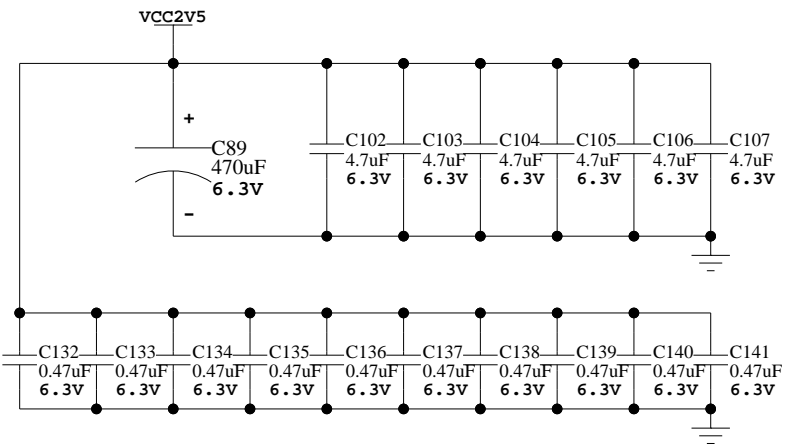 VCC2V5
+
C89
470uF
6.3V
-
C102 C103 C104 C105 C106 C107
4.7uF 4.7uF 4.7uF 4.7uF 4.7uF 4.7uF
6.3V 6.3V 6.3V 6.3V 6.3V 6.3V
C132 C133 C134 C135 C136 C137 C138 C139 C140 C141
0.47uF 0.47uF 0.47uF 0.47uF 0.47uF 0.47uF 0.47uF 0.47uF 0.47uF 0.47uF
6.3V 6.3V 6.3V 6.3V 6.3V 6.3V 6.3V 6.3V 6.3V 6.3V